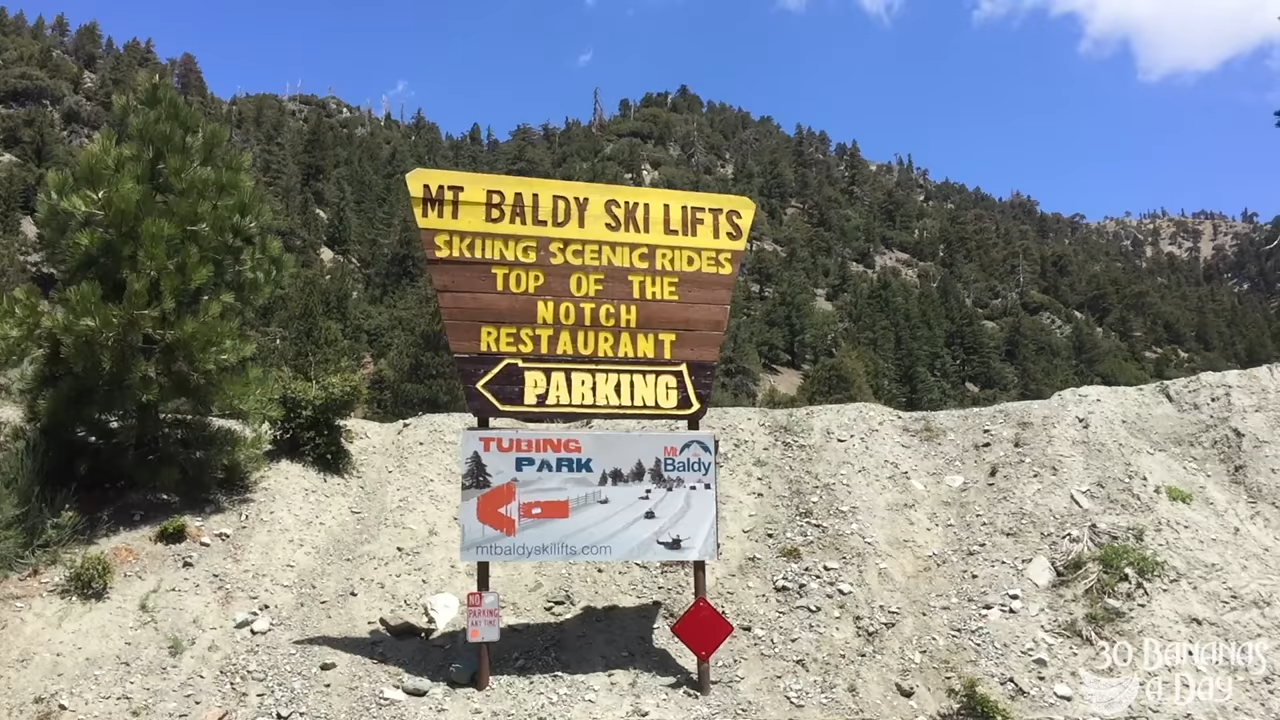 MT BALDY SKI LIFTS
SKIING SCENIC RIDES
TOP OF THE
NOTCH
RESTAURANT
PARKING
TUBING
PARK
Mt
Baldy
mtbaldyskilifts.com
NO
PARKING
ANY TIME
30 BANANAS
a DAY